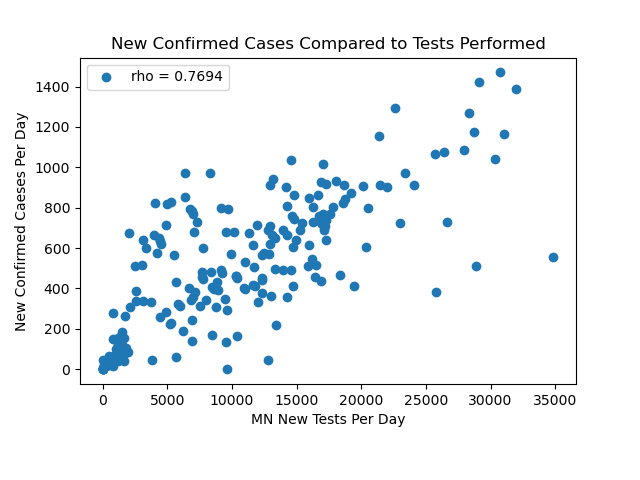 New Confirmed Cases Compared to Tests Performed
rho = 0.7694
New Confirmed Caeses Per Day
1400
1200
1000
800
600
400
200
0
0 5000 10000 15000 20000 25000 30000 35000
MN New Tests Per Day